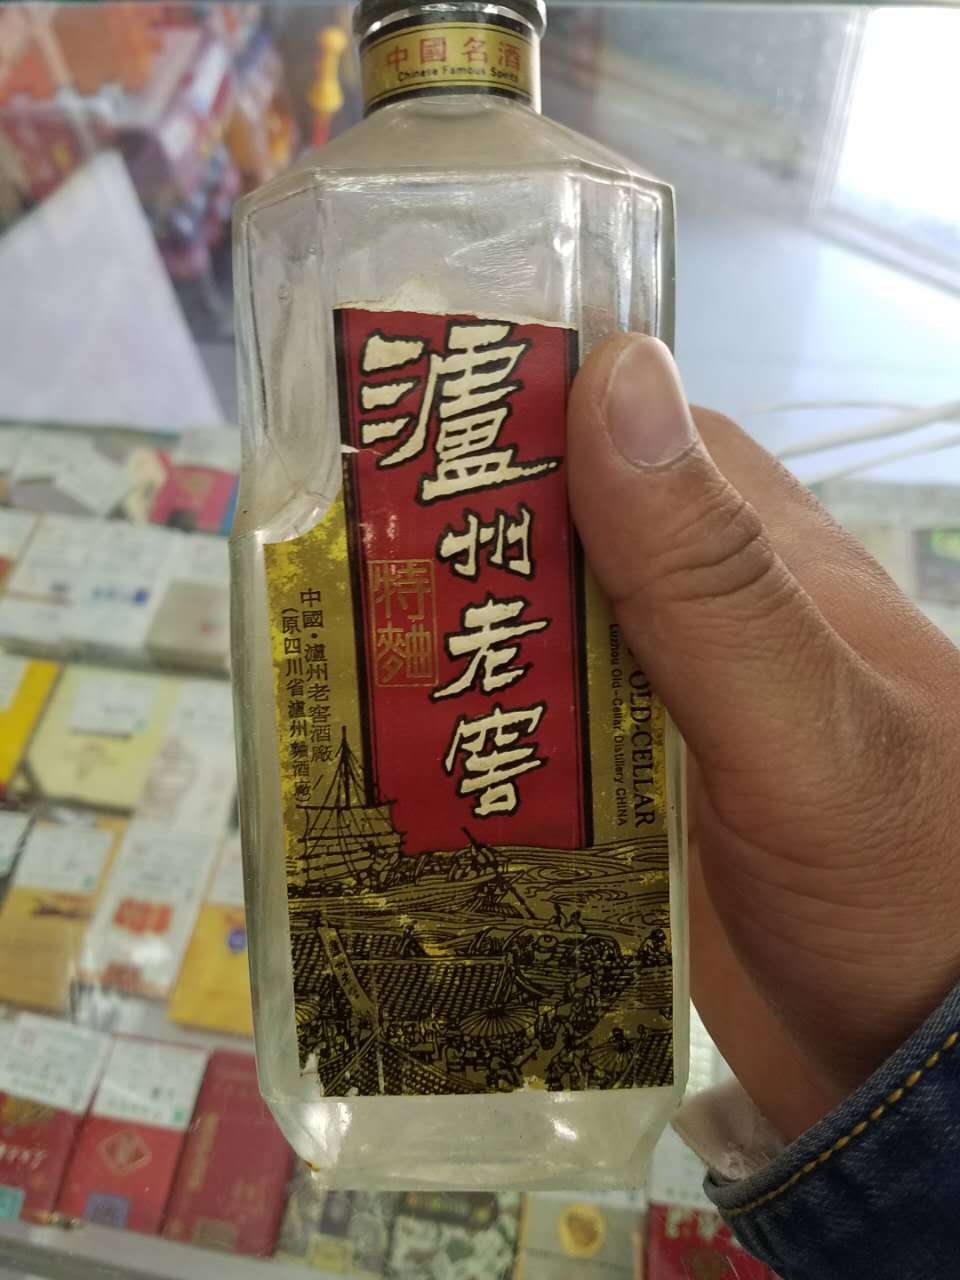 中國名酒
Chinese Famous Spirits
瀘州老窖
特麯
中國·瀘州老窖酒廠
(原四川省瀘州麯酒廠)
OLD-CELLAR
Luzhou Old-Cellar Distillery CHINA